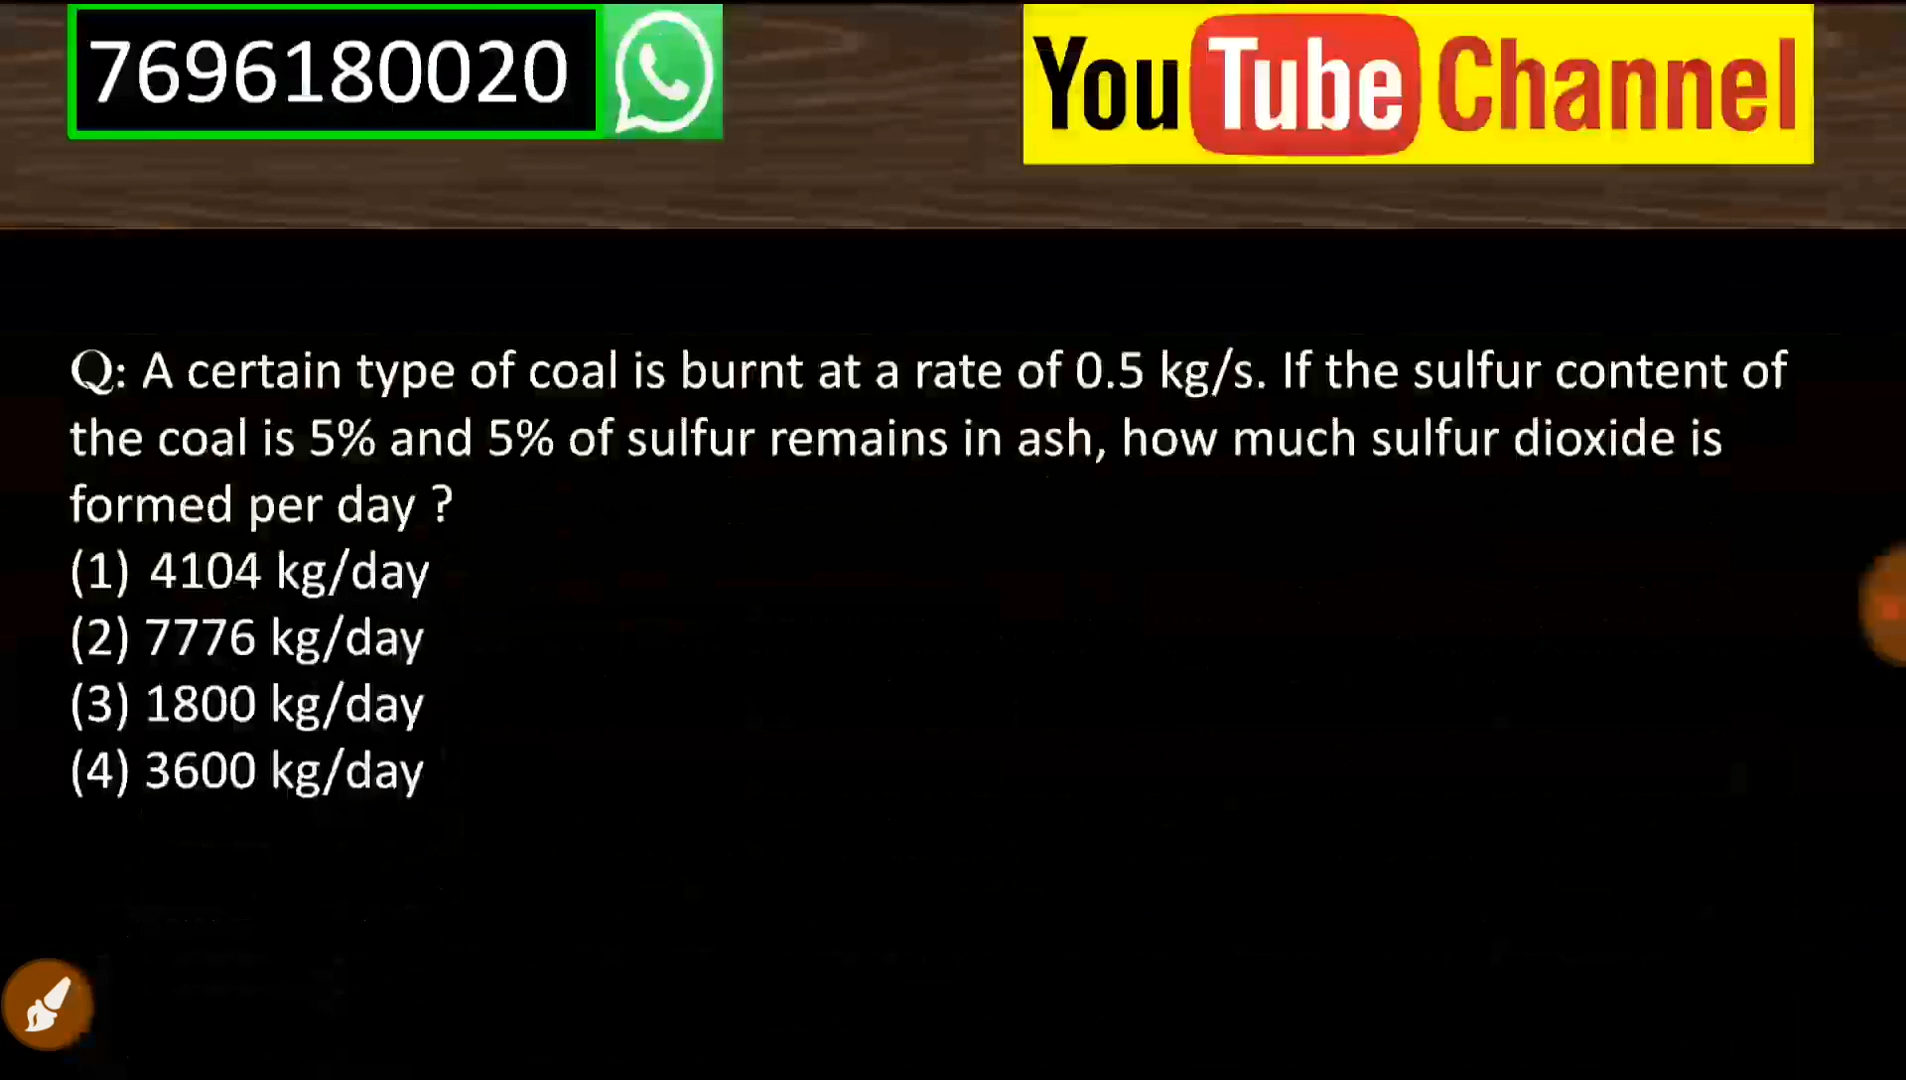 7696180020
YouTube Channel
Q: A certain type of coal is burnt at a rate of 0.5 kg/s. If the sulfur content of
the coal is 5% and 5% of sulfur remains in ash, how much sulfur dioxide is
formed per day ?
(1) 4104 kg/day
(2) 7776 kg/day
(3) 1800 kg/day
(4) 3600 kg/day